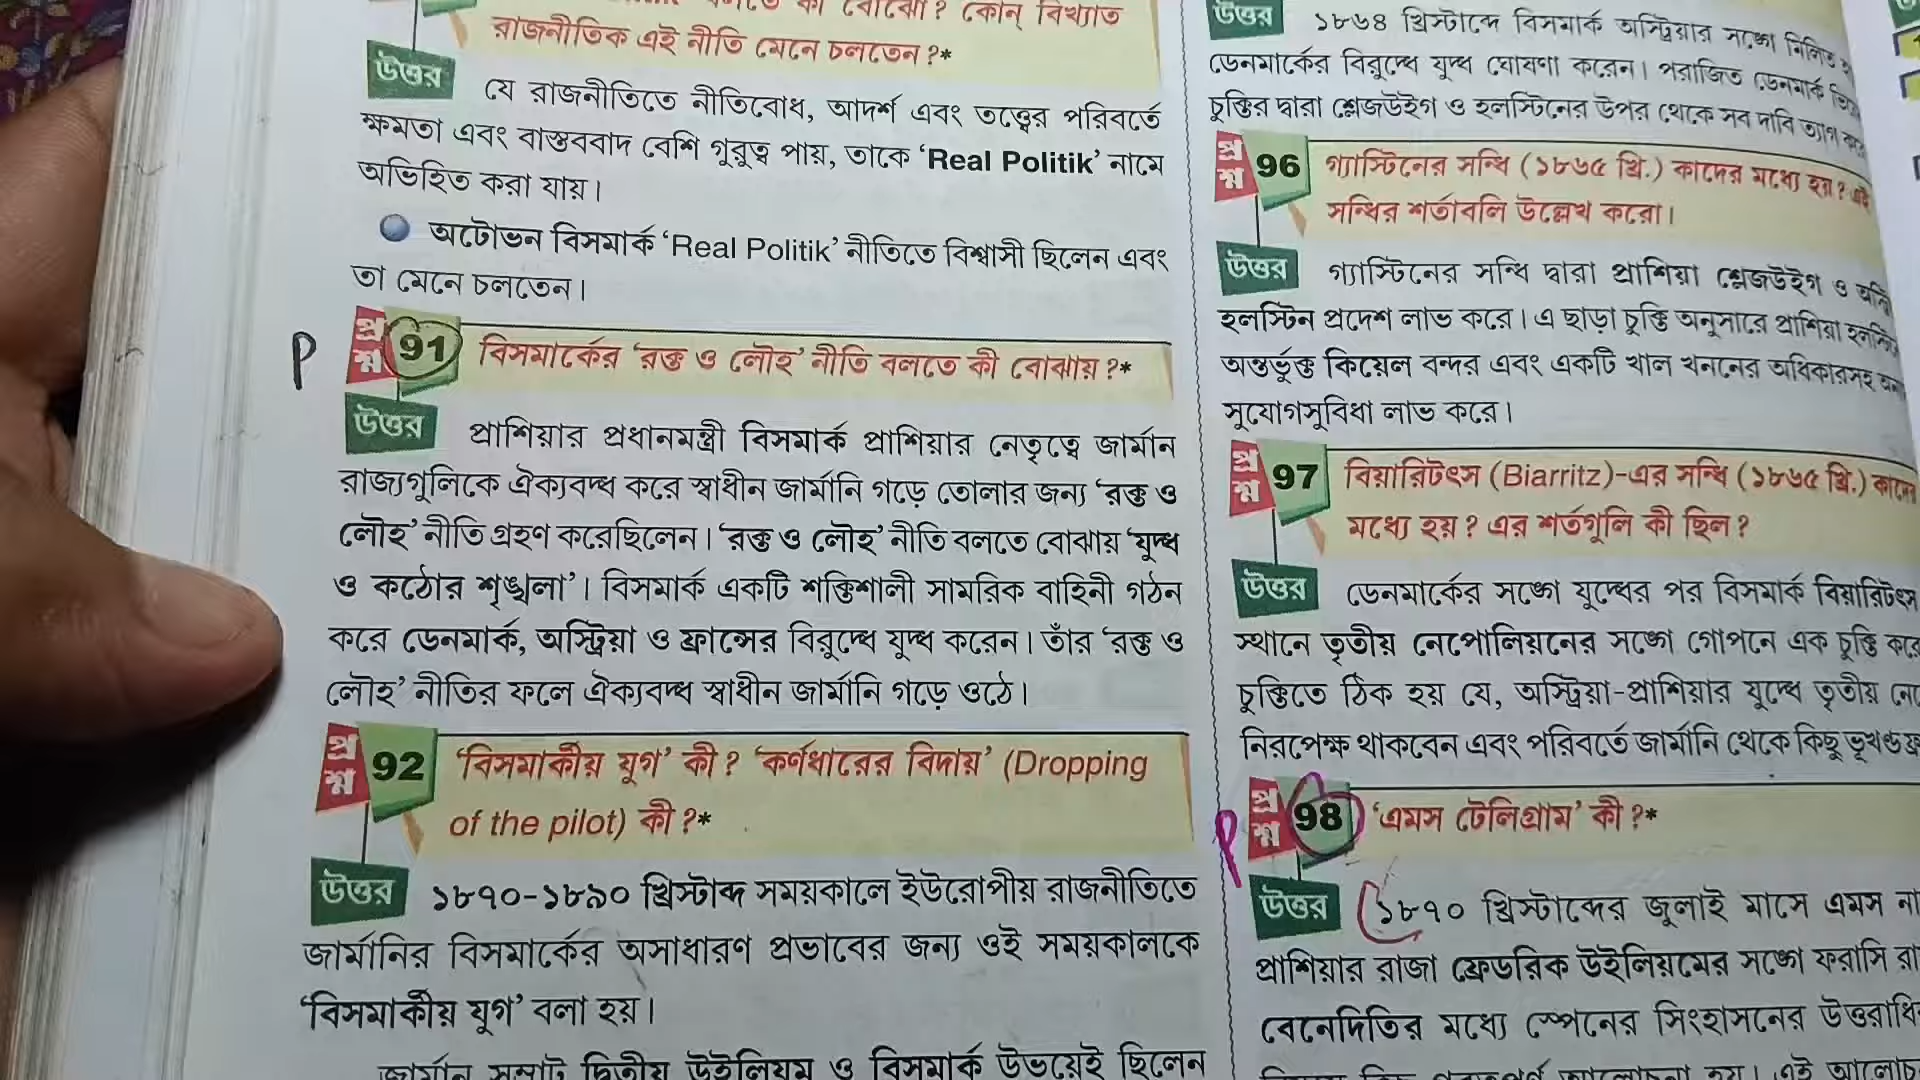 রাজনীতিক এই নীতি মেনে চলতেন ?*
উত্তর যে রাজনীতিতে নীতিবোধ, আদর্শ এবং তত্ত্বের পরিবর্তে
ক্ষমতা এবং বাস্তববাদ বেশি গুরুত্ব পায়, তাকে ‘Real Politik’ নামে
অভিহিত করা যায়।
অটোভন বিসমার্ক ‘Real Politik’ নীতিতে বিশ্বাসী ছিলেন এবং
তা মেনে চলতেন।
P প্রশ্ন 91 বিসমার্কের ‘রক্ত ও লৌহ’ নীতি বলতে কী বোঝায় ?*
উত্তর প্রাশিয়ার প্রধানমন্ত্রী বিসমার্ক প্রাশিয়ার নেতৃত্বে জার্মান
রাজ্যগুলিকে ঐক্যবদ্ধ করে স্বাধীন জার্মানি গড়ে তোলার জন্য ‘রক্ত ও
লৌহ’ নীতি গ্রহণ করেছিলেন। ‘রক্ত ও লৌহ’ নীতি বলতে বোঝায় ‘যুদ্ধ
ও কঠোর শৃঙ্খলা’। বিসমার্ক একটি শক্তিশালী সামরিক বাহিনী গঠন
করে ডেনমার্ক, অস্ট্রিয়া ও ফ্রান্সের বিরুদ্ধে যুদ্ধ করেন। তাঁর ‘রক্ত ও
লৌহ’ নীতির ফলে ঐক্যবদ্ধ স্বাধীন জার্মানি গড়ে ওঠে।
প্রশ্ন 92 ‘বিসমার্কীয় যুগ’ কী ? ‘কর্ণধারের বিদায়’ (Dropping
of the pilot) কী ?*
উত্তর ১৮৭০-১৮৯০ খ্রিস্টাব্দ সময়কালে ইউরোপীয় রাজনীতিতে
জার্মানির বিসমার্কের অসাধারণ প্রভাবের জন্য ওই সময়কালকে
‘বিসমার্কীয় যুগ’ বলা হয়।
জার্মান সম্রাট দ্বিতীয় উইলিয়ম ও বিসমার্ক উভয়েই ছিলেন
উত্তর ১৮৬৪ খ্রিস্টাব্দে বিসমার্ক অস্ট্রিয়ার সঙ্গে মিলিত
ডেনমার্কের বিরুদ্ধে যুদ্ধ ঘোষণা করেন। পরাজিত ডেনমার্ক
চুক্তির দ্বারা শ্লেজউইগ ও হলস্টিনের উপর থেকে সব দাবি ত্যাগ
প্রশ্ন 96 গ্যাস্টিনের সন্ধি (১৮৬৫ খ্রি.) কাদের মধ্যে হয় ? এই
সন্ধির শর্তাবলি উল্লেখ করো।
উত্তর গ্যাস্টিনের সন্ধি দ্বারা প্রাশিয়া শ্লেজউইগ ও
হলস্টিন প্রদেশ লাভ করে। এ ছাড়া চুক্তি অনুসারে প্রাশিয়া
অন্তর্ভুক্ত কিয়েল বন্দর এবং একটি খাল খননের অধিকারসহ
সুযোগসুবিধা লাভ করে।
প্রশ্ন 97 বিয়ারিটৎস (Biarritz)-এর সন্ধি (১৮৬৫ খ্রি.) কাদের
মধ্যে হয় ? এর শর্তগুলি কী ছিল ?
উত্তর ডেনমার্কের সঙ্গে যুদ্ধের পর বিসমার্ক বিয়ারিটৎস
স্থানে তৃতীয় নেপোলিয়নের সঙ্গে গোপনে এক চুক্তি
চুক্তিতে ঠিক হয় যে, অস্ট্রিয়া-প্রাশিয়ার যুদ্ধে তৃতীয়
নিরপেক্ষ থাকবেন এবং পরিবর্তে জার্মানি থেকে কিছু
P প্রশ্ন 98 ‘এমস টেলিগ্রাম’ কী ?*
উত্তর ১৮৭০ খ্রিস্টাব্দের জুলাই মাসে এমস
প্রাশিয়ার রাজা ফ্রেডরিক উইলিয়মের সঙ্গে ফরাসি
বেনেদিতির মধ্যে স্পেনের সিংহাসনের